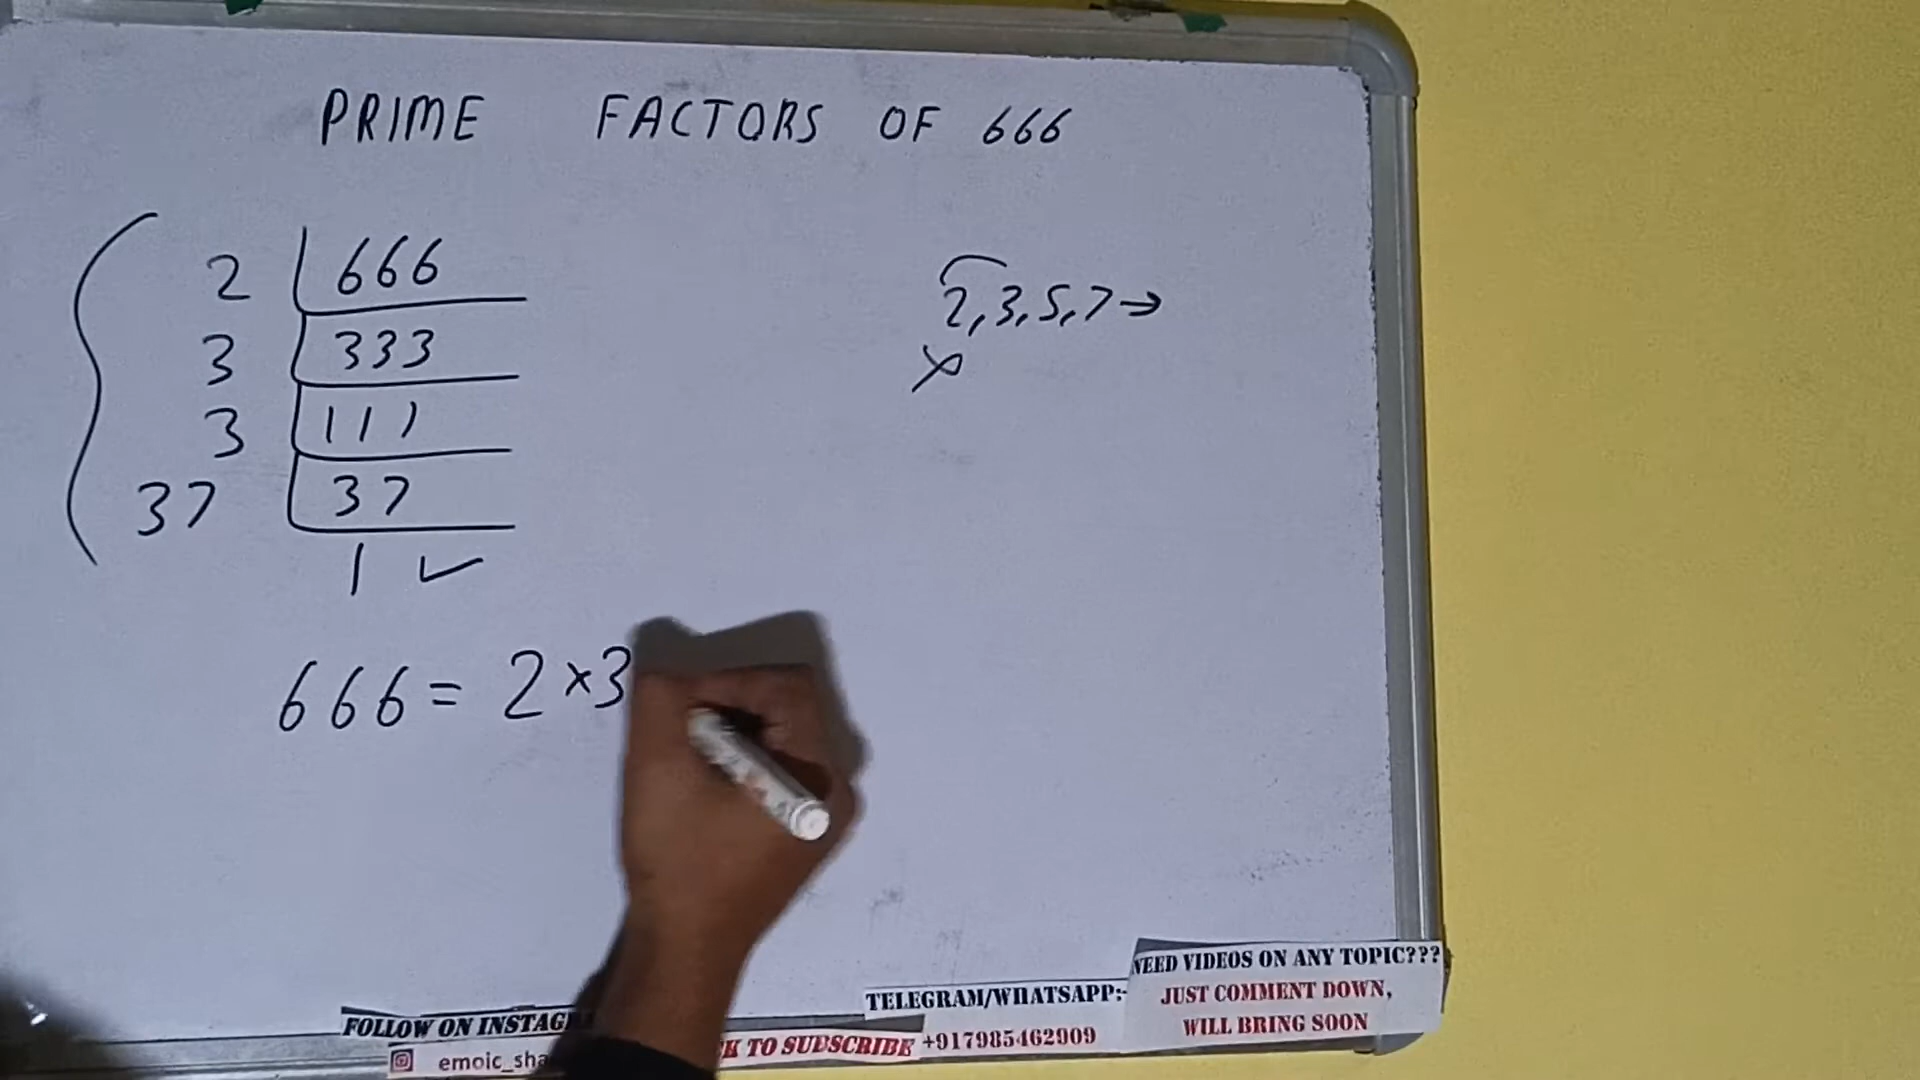 PRIME FACTORS OF 666
2 666
3 333
3 111
37 37
1 ✓
2,3,5,7→
×
666 = 2×3
NEED VIDEOS ON ANY TOPIC???
JUST COMMENT DOWN,
WILL BRING SOON
TELEGRAM/WHATSAPP:-
+917985462909
FOLLOW ON
TO SUBSCRIBE